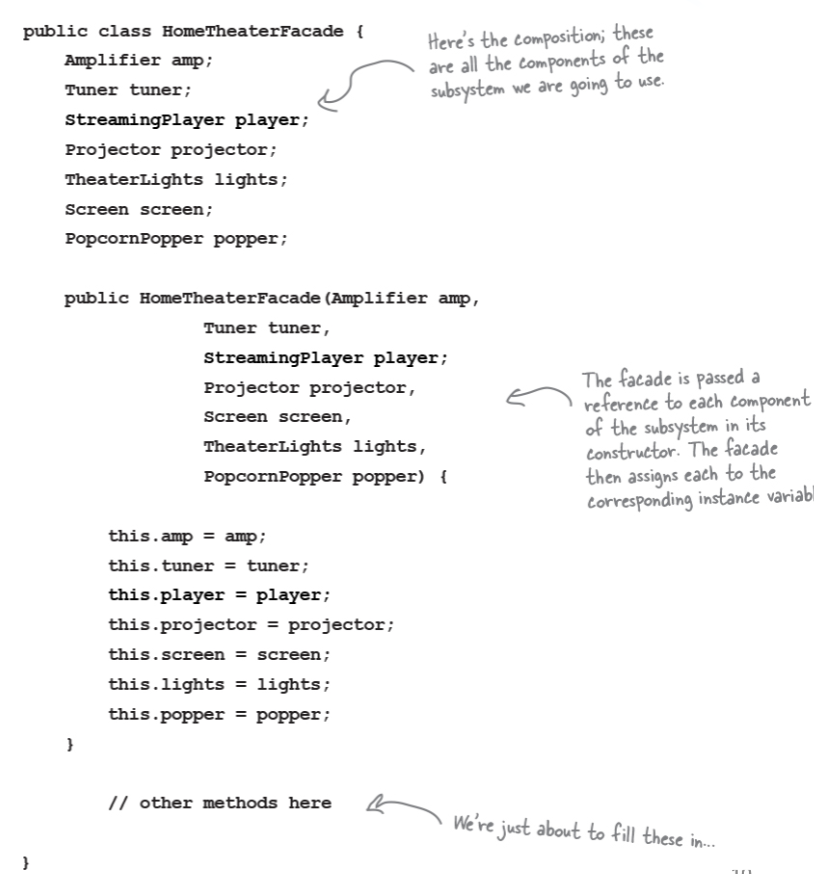 public class HomeTheaterFacade {
Amplifier amp;
Tuner tuner;
StreamingPlayer player;
Projector projector;
TheaterLights lights;
Screen screen;
PopcornPopper popper;
Here's the composition; these
are all the components of the
subsystem we are going to use.
public HomeTheaterFacade(Amplifier amp,
Tuner tuner,
StreamingPlayer player;
Projector projector,
Screen screen,
TheaterLights lights,
PopcornPopper popper) {
The facade is passed a
reference to each component
of the subsystem in its
constructor. The facade
then assigns each to the
corresponding instance
this.amp = amp;
this.tuner = tuner;
this.player = player;
this.projector = projector;
this.screen = screen;
this.lights = lights;
this.popper = popper;
}
// other methods here
We're just about to fill these in...
}